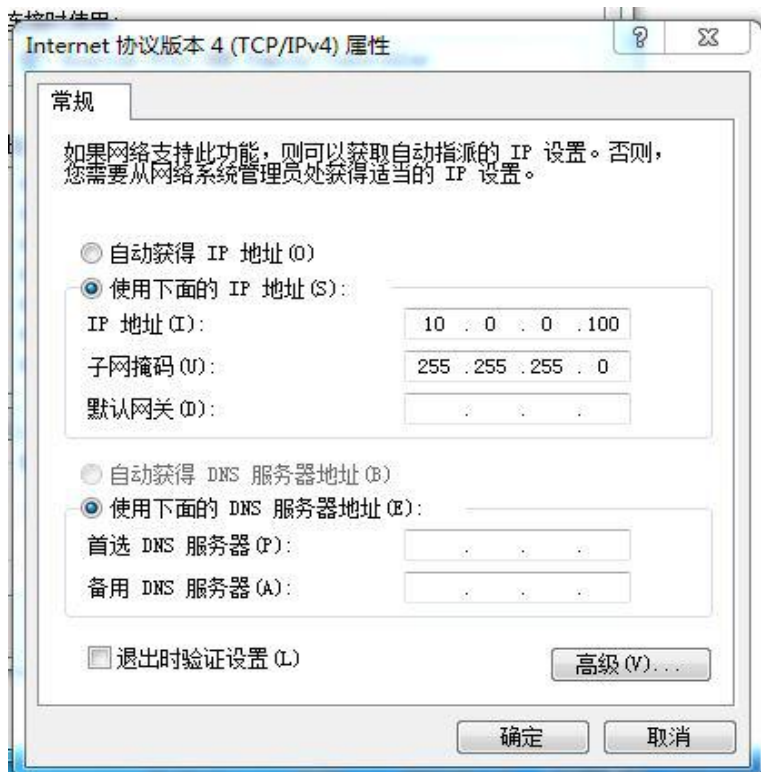 连接时使用:
Internet 协议版本 4 (TCP/IPv4) 属性
常规
如果网络支持此功能，则可以获取自动指派的 IP 设置。否则，
您需要从网络系统管理员处获得适当的 IP 设置。
自动获得 IP 地址(O)
使用下面的 IP 地址(S):
IP 地址(I): 10 . 0 . 0 .100
子网掩码(U): 255 .255 .255 . 0
默认网关(D): . . .
自动获得 DNS 服务器地址(B)
使用下面的 DNS 服务器地址(E):
首选 DNS 服务器(P): . . .
备用 DNS 服务器(A): . . .
退出时验证设置(L)
高级(V)...
确定 取消